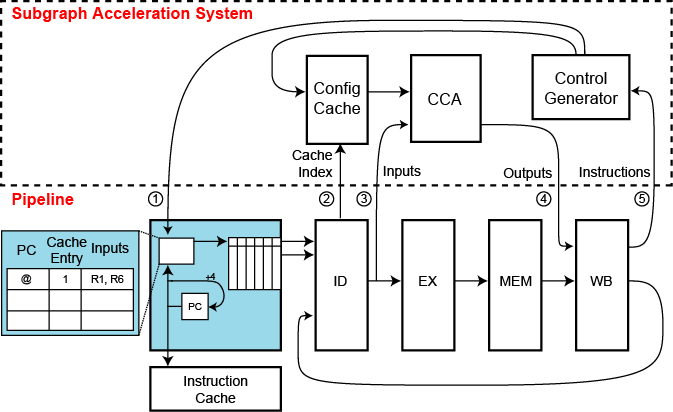 Subgraph Acceleration System
Config
Cache
CCA
Control
Generator
Cache
Index
Inputs
Outputs
Instructions
Pipeline
1
2
3
4
5
PC
Cache
Entry
Inputs
@
1
R1, R6
+4
PC
ID
EX
MEM
WB
Instruction
Cache